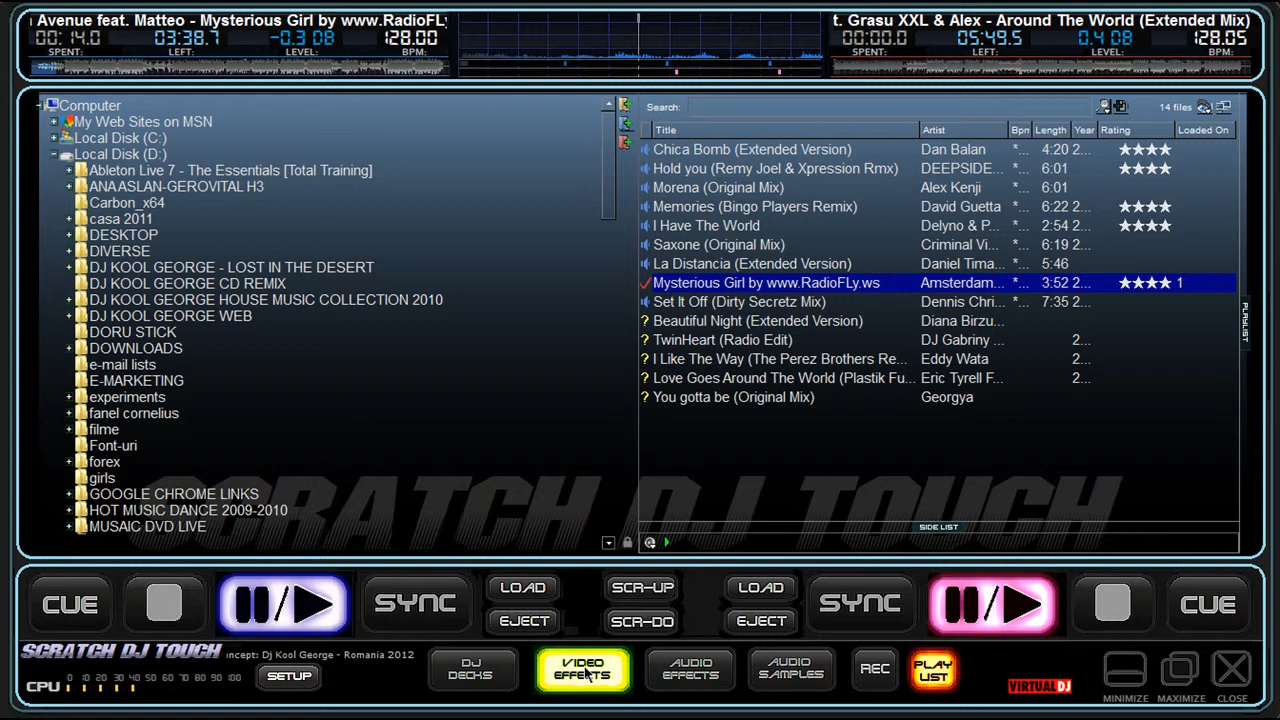 Avenue feat. Matteo - Mysterious Girl by www.RadioFLy
t. Grasu XXL & Alex - Around The World (Extended Mix)
00: 14.0 03:38.7 -0.3 08 128.00
SPENT: LEFT: LEVEL: BPM:
00:00.0 05:49.5 0.4 08 128.05
SPENT: LEFT: LEVEL: BPM:
Computer
My Web Sites on MSN
Local Disk (C:)
Local Disk (D:)
Ableton Live 7 - The Essentials [Total Training]
ANA ASLAN-GEROVITAL H3
Carbon_x64
casa 2011
DESKTOP
DIVERSE
DJ KOOL GEORGE - LOST IN THE DESERT
DJ KOOL GEORGE CD REMIX
DJ KOOL GEORGE HOUSE MUSIC COLLECTION 2010
DJ KOOL GEORGE WEB
DORU STICK
DOWNLOADS
e-mail lists
E-MARKETING
experiments
fanel cornelius
filme
Font-uri
forex
girls
GOOGLE CHROME LINKS
HOT MUSIC DANCE 2009-2010
MUSAIC DVD LIVE
Search: 14 files
Title Artist Bpm Length Year Rating Loaded On
Chica Bomb (Extended Version) Dan Balan *... 4:20 2... ★★★★
Hold you (Remy Joel & Xpression Rmx) DEEPSIDE... *... 6:01 ★★★★
Morena (Original Mix) Alex Kenji *... 6:01
Memories (Bingo Players Remix) David Guetta *... 6:22 2... ★★★★
I Have The World Delyno & P... *... 2:54 2... ★★★★
Saxone (Original Mix) Criminal Vi... *... 6:19 2...
La Distancia (Extended Version) Daniel Tima... *... 5:46
Mysterious Girl by www.RadioFLy.ws Amsterdam... *... 3:52 2... ★★★★ 1
Set It Off (Dirty Secretz Mix) Dennis Chri... *... 7:35 2...
? Beautiful Night (Extended Version) Diana Birzu...
? TwinHeart (Radio Edit) DJ Gabriny ... 2...
? I Like The Way (The Perez Brothers Re... Eddy Wata 2...
? Love Goes Around The World (Plastik Fu... Eric Tyrell F... 2...
? You gotta be (Original Mix) Georgya
PLAYLIST
SCRATCH DJ TOUCH
SIDE LIST
CUE SYNC LOAD SCR-UP LOAD SYNC CUE
EJECT SCR-DO EJECT
SCRATCH DJ TOUCH
oncept: Dj Kool George - Romania 2012
CPU 0 10 20 30 40 50 60 70 80 90 100
SETUP
DJ DECKS
VIDEO EFFECTS
AUDIO EFFECTS
AUDIO SAMPLES
REC
PLAY LIST
VIRTUAL DJ
MINIMIZE MAXIMIZE CLOSE